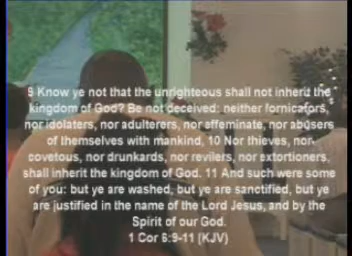 9 Know ye not that the unrighteous shall not inherit the
kingdom of God? Be not deceived: neither fornicators,
nor idolaters, nor adulterers, nor effeminate, nor abusers
of themselves with mankind, 10 Nor thieves, nor
covetous, nor drunkards, nor revilers, nor extortioners,
shall inherit the kingdom of God. 11 And such were some
of you: but ye are washed, but ye are sanctified, but ye
are justified in the name of the Lord Jesus, and by the
Spirit of our God.
1 Cor 6:9-11 (KJV)